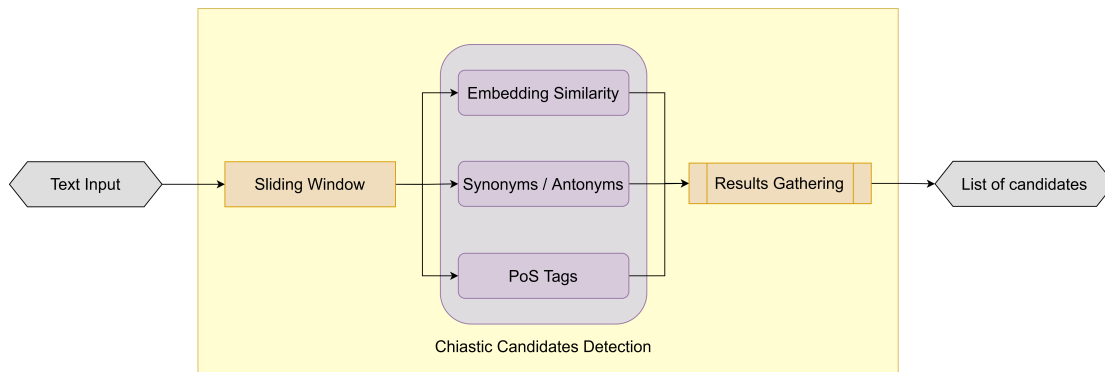 Text Input
Sliding Window
Embedding Similarity
Synonyms / Antonyms
PoS Tags
Results Gathering
List of candidates
Chiastic Candidates Detection